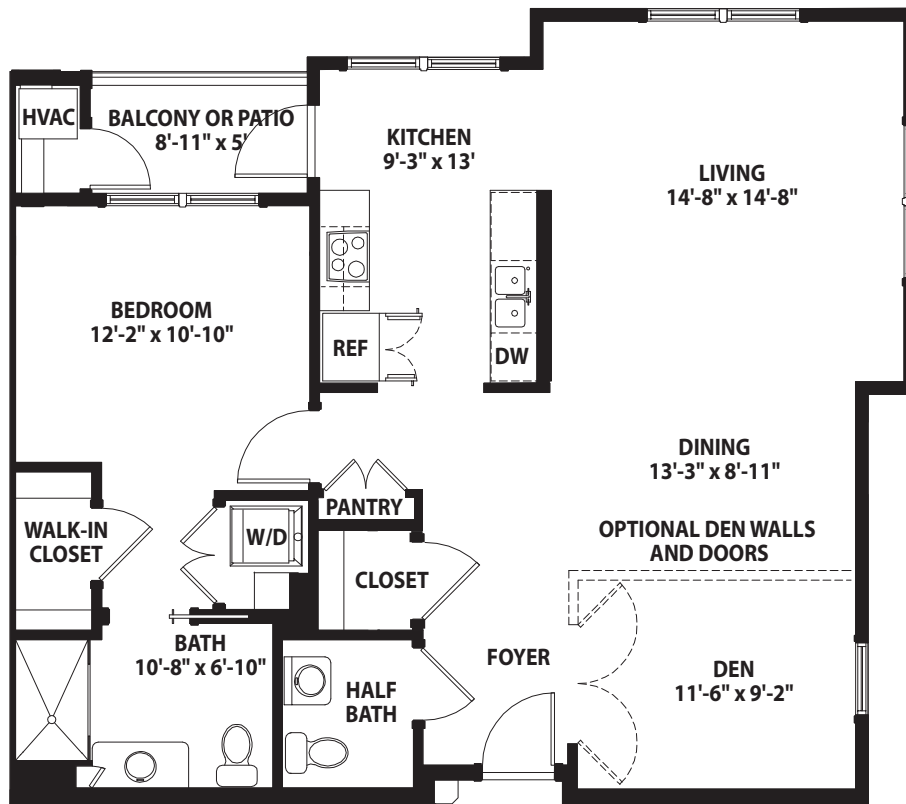 HVAC
BALCONY OR PATIO
8'-11" x 5'
KITCHEN
9'-3" x 13'
LIVING
14'-8" x 14'-8"
BEDROOM
12'-2" x 10'-10"
REF
DW
DINING
13'-3" x 8'-11"
PANTRY
WALK-IN
CLOSET
W/D
OPTIONAL DEN WALLS
AND DOORS
CLOSET
BATH
10'-8" x 6'-10"
HALF
BATH
FOYER
DEN
11'-6" x 9'-2"